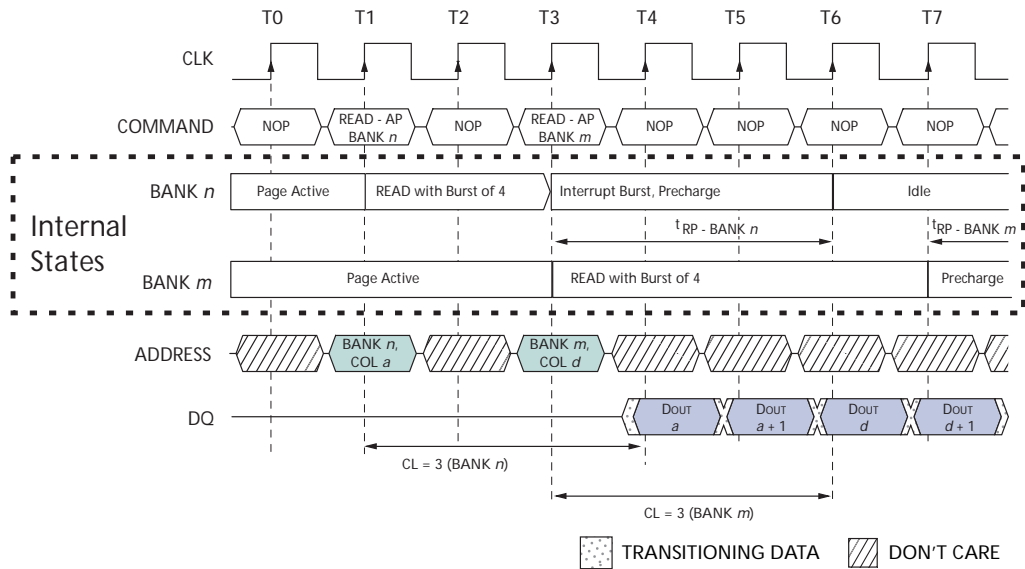 T0 T1 T2 T3 T4 T5 T6 T7
CLK
COMMAND
NOP
READ - AP
BANK n
NOP
READ - AP
BANK m
NOP
NOP
NOP
NOP
Internal
States
BANK n
Page Active
READ with Burst of 4
Interrupt Burst, Precharge
Idle
tRP - BANK n
tRP - BANK m
BANK m
Page Active
READ with Burst of 4
Precharge
ADDRESS
BANK n,
COL a
BANK m,
COL d
DQ
DOUT
a
DOUT
a + 1
DOUT
d
DOUT
d + 1
CL = 3 (BANK n)
CL = 3 (BANK m)
TRANSITIONING DATA
DON'T CARE